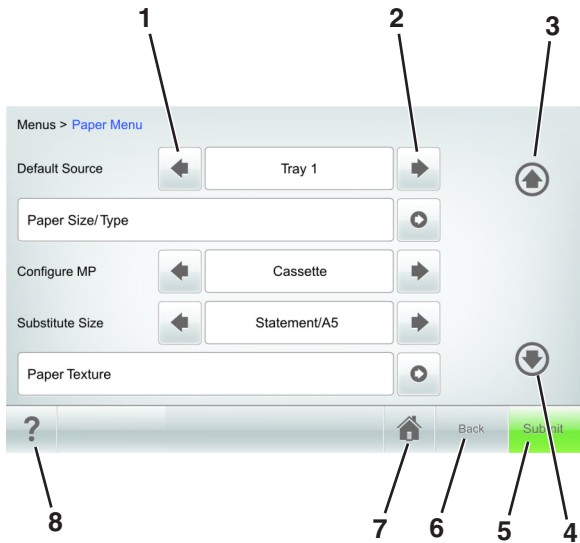 1 2 3
Menus > Paper Menu
Default Source Tray 1
Paper Size/Type
Configure MP Cassette
Substitute Size Statement/A5
Paper Texture
? Back Submit
8 7 6 5 4